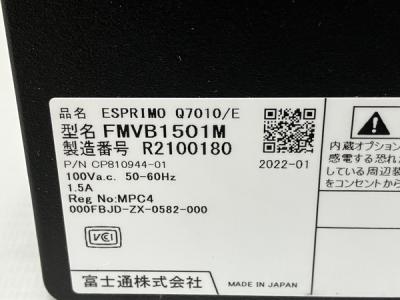 品名 ESPRIMO Q7010/E
型名 FMVB1501M
製造番号 R2100180
P/N CP810944-01 2022-01
100Va.c. 50-60Hz
1.5A
Reg No:MPC4
000FBJD-ZX-0582-000
VCCI
富士通株式会社 MADE IN JAPAN
内蔵オプション
感電する恐れ
している周辺装
をコンセントから